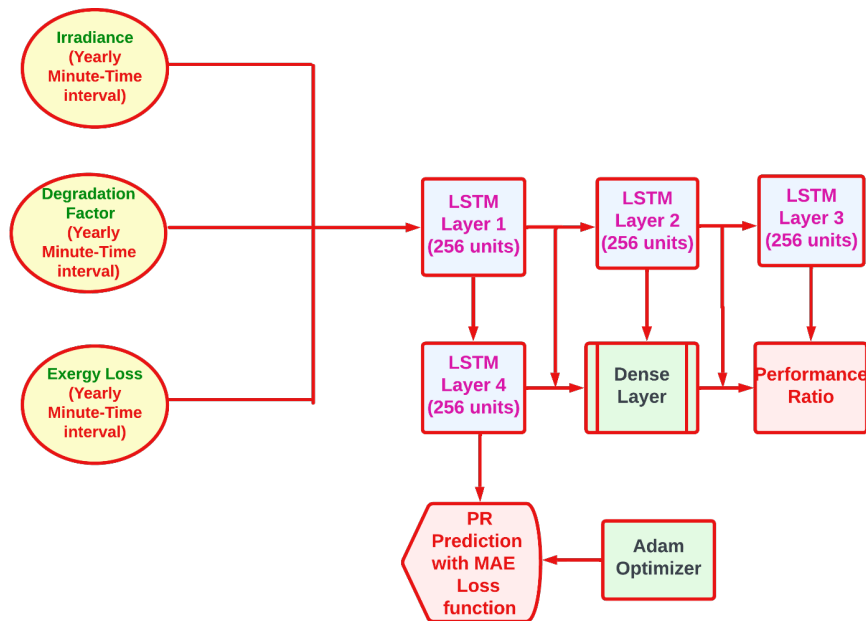 Irradiance
(Yearly
Minute-Time
interval)
Degradation
Factor
(Yearly
Minute-Time
interval)
Exergy Loss
(Yearly
Minute-Time
interval)
LSTM
Layer 1
(256 units)
LSTM
Layer 2
(256 units)
LSTM
Layer 3
(256 units)
LSTM
Layer 4
(256 units)
Dense
Layer
Performance
Ratio
PR
Prediction
with MAE
Loss
function
Adam
Optimizer